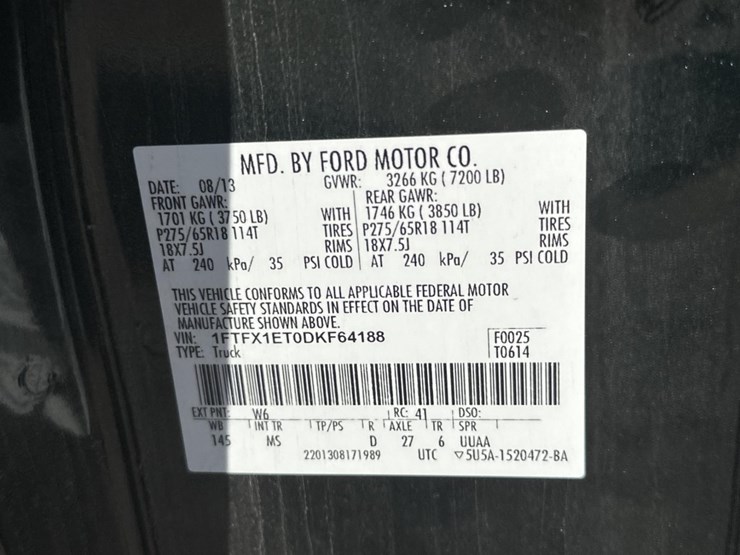 MFD. BY FORD MOTOR CO.
DATE: 08/13 GVWR: 3266 KG ( 7200 LB)
FRONT GAWR: REAR GAWR:
1701 KG ( 3750 LB) WITH 1746 KG ( 3850 LB) WITH
P275/65R18 114T TIRES P275/65R18 114T TIRES
18X7.5J RIMS 18X7.5J RIMS
AT 240 kPa/ 35 PSI COLD AT 240 kPa/ 35 PSI COLD
THIS VEHICLE CONFORMS TO ALL APPLICABLE FEDERAL MOTOR
VEHICLE SAFETY STANDARDS IN EFFECT ON THE DATE OF
MANUFACTURE SHOWN ABOVE.
VIN: 1FTFX1ET0DKF64188 F0025
TYPE: Truck T0614
EXT PNT: W6 RC: 41 DSO:
WB INT TR TP/PS R AXLE TR SPR
145 MS D 27 6 UUAA
2201308171989 UTC ▽5U5A-1520472-BA